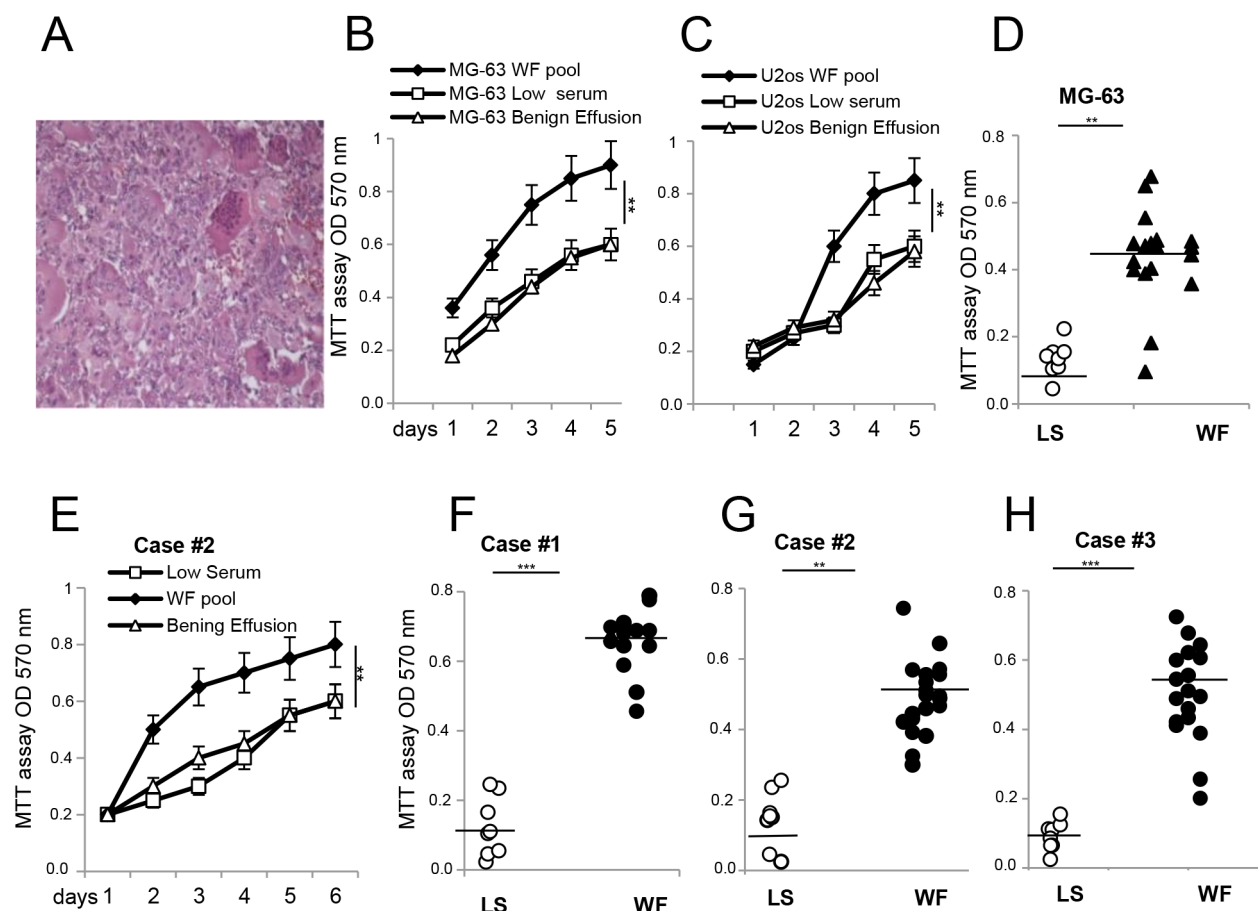 A
B
MG-63 WF pool
MG-63 Low serum
MG-63 Benign Effusion
MTT assay OD 570 nm
1
0.8
0.6
0.4
0.2
0.0
days 1 2 3 4 5
**
C
U2os WF pool
U2os Low serum
U2os Benign Effusion
1
0.8
0.6
0.4
0.2
0.0
1 2 3 4 5
**
D
MG-63
**
MTT assay OD 570 nm
0.8
0.6
0.4
0.2
0.0
LS WF
E
Case #2
Low Serum
WF pool
Bening Effusion
MTT assay OD 570 nm
1
0.8
0.6
0.4
0.2
0.0
days 1 2 3 4 5 6
**
F
Case #1
***
MTT assay OD 570 nm
0.8
0.6
0.4
0.2
0.0
LS WF
G
Case #2
**
0.8
0.6
0.4
0.2
0.0
LS WF
H
Case #3
***
0.8
0.6
0.4
0.2
0.0
LS WF